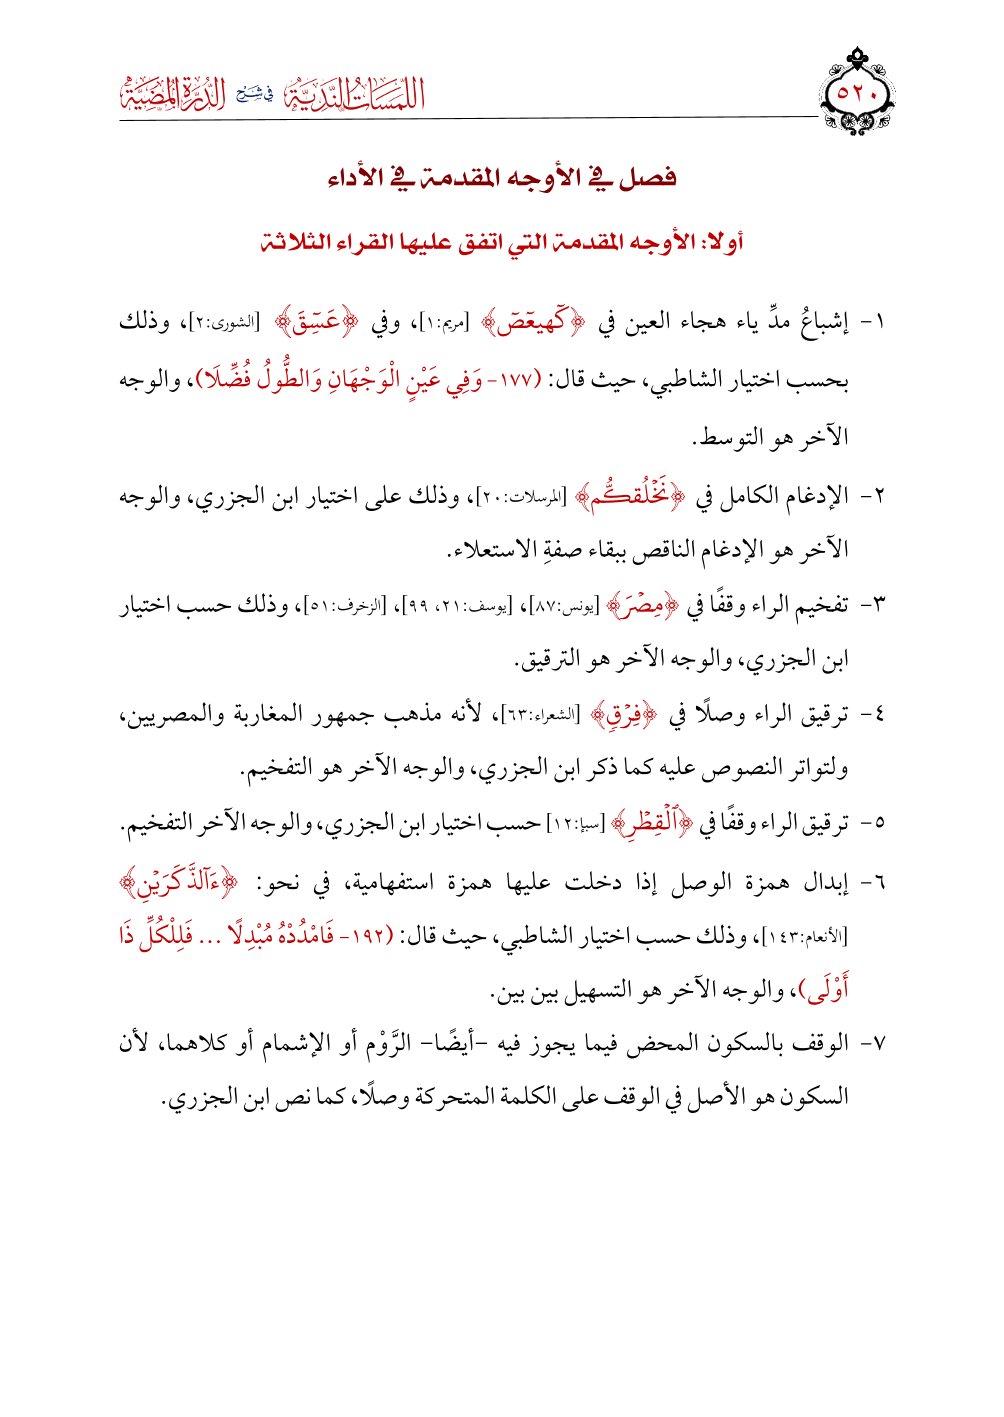 اللمسات الندية في شرح الدرة المضية
٥٢٠
فصل في الأوجه المقدمة في الأداء
أولا: الأوجه المقدمة التي اتفق عليها القراء الثلاثة
١- إشباعُ مدِّ ياء هجاء العين في ﴿كٓهيعٓصٓ﴾ [مريم:١]، وفي ﴿عٓسٓقٓ﴾ [الشورى:٢]، وذلك
بحسب اختيار الشاطبي، حيث قال: (١٧٧- وَفِي عَيْنٍ الْوَجْهَانِ وَالطُّولُ فُضِّلَا)، والوجه
الآخر هو التوسط.
٢- الإدغام الكامل في ﴿نَخْلُقكُّم﴾ [المرسلات:٢٠]، وذلك على اختيار ابن الجزري، والوجه
الآخر هو الإدغام الناقص ببقاء صفةِ الاستعلاء.
٣- تفخيم الراء وقفًا في ﴿مِصْرَ﴾ [يونس:٨٧]، [يوسف:٢١، ٩٩]، [الزخرف:٥١]، وذلك حسب اختيار
ابن الجزري، والوجه الآخر هو الترقيق.
٤- ترقيق الراء وصلًا في ﴿فِرْقٖ﴾ [الشعراء:٦٣]، لأنه مذهب جمهور المغاربة والمصريين،
ولتواتر النصوص عليه كما ذكر ابن الجزري، والوجه الآخر هو التفخيم.
٥- ترقيق الراء وقفًا في ﴿ٱلْقِطْرِ﴾ [سبإ:١٢] حسب اختيار ابن الجزري، والوجه الآخر التفخيم.
٦- إبدال همزة الوصل إذا دخلت عليها همزة استفهامية، في نحو: ﴿ءَآلذَّكَرَيْنِ﴾
[الأنعام:١٤٣]، وذلك حسب اختيار الشاطبي، حيث قال: (١٩٢- فَامْدُدْهُ مُبْدِلًا ... فَلِلْكُلِّ ذَا
أَوْلَى)، والوجه الآخر هو التسهيل بين بين.
٧- الوقف بالسكون المحض فيما يجوز فيه –أيضًا– الرَّوْم أو الإشمام أو كلاهما، لأن
السكون هو الأصل في الوقف على الكلمة المتحركة وصلًا، كما نص ابن الجزري.